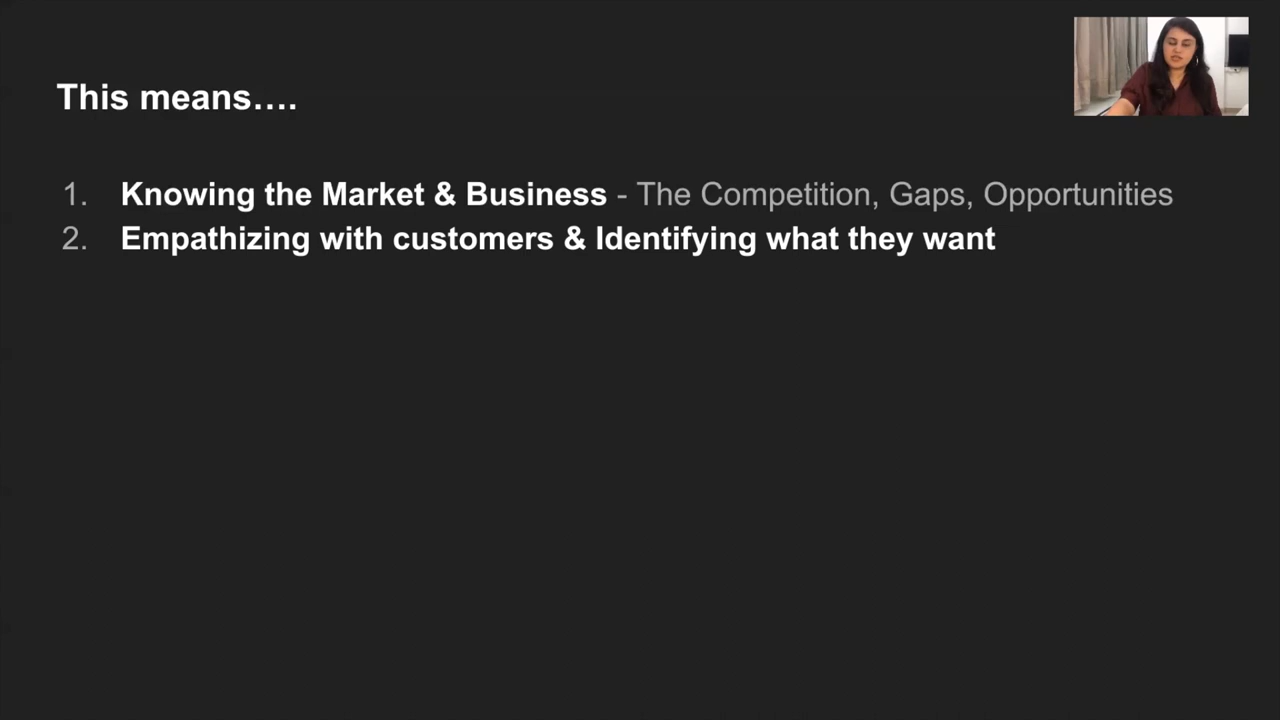 This means….
1. Knowing the Market & Business - The Competition, Gaps, Opportunities
2. Empathizing with customers & Identifying what they want